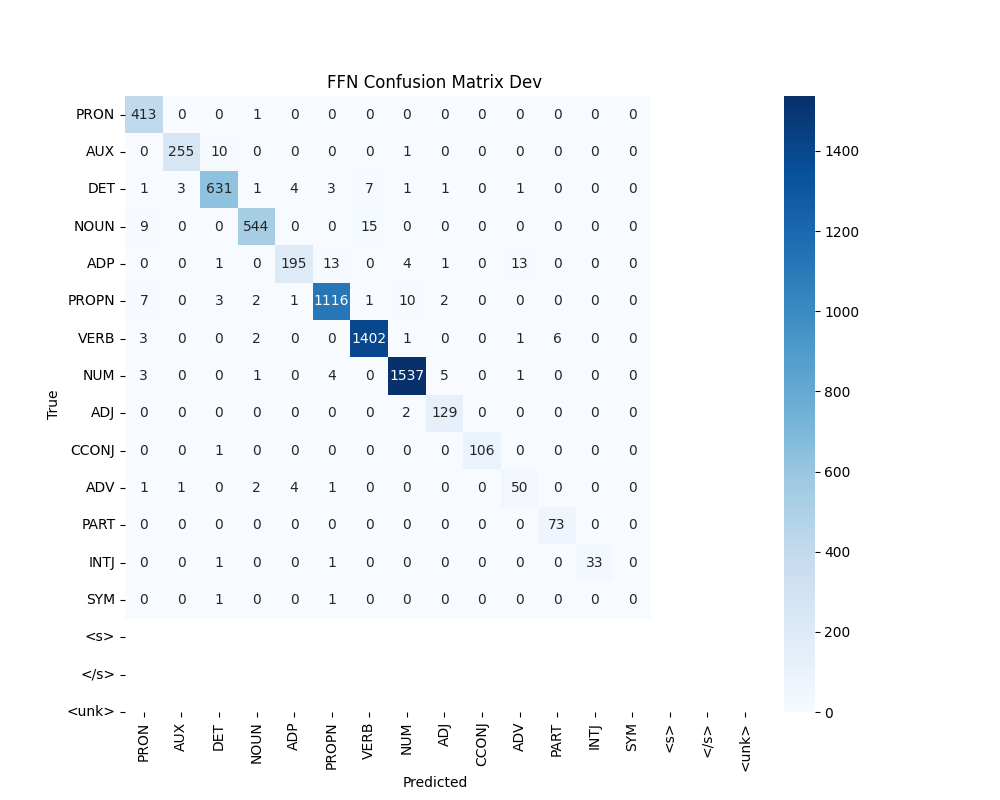 FFN Confusion Matrix Dev
PRON 413 0 0 1 0 0 0 0 0 0 0 0 0 0
AUX 0 255 10 0 0 0 0 1 0 0 0 0 0 0
DET 1 3 631 1 4 3 7 1 1 0 1 0 0 0
NOUN 9 0 0 544 0 0 15 0 0 0 0 0 0 0
ADP 0 0 1 0 195 13 0 4 1 0 13 0 0 0
PROPN 7 0 3 2 1 1116 1 10 2 0 0 0 0 0
VERB 3 0 0 2 0 0 1402 1 0 0 1 6 0 0
NUM 3 0 0 1 0 4 0 1537 5 0 1 0 0 0
ADJ 0 0 0 0 0 0 0 2 129 0 0 0 0 0
CCONJ 0 0 1 0 0 0 0 0 0 106 0 0 0 0
ADV 1 1 0 2 4 1 0 0 0 0 50 0 0 0
PART 0 0 0 0 0 0 0 0 0 0 0 73 0 0
INTJ 0 0 1 0 0 1 0 0 0 0 0 0 33 0
SYM 0 0 1 0 0 1 0 0 0 0 0 0 0 0
<s>
</s>
<unk>
True
PRON AUX DET NOUN ADP PROPN VERB NUM ADJ CCONJ ADV PART INTJ SYM <s> </s> <unk>
Predicted
1400
1200
1000
800
600
400
200
0